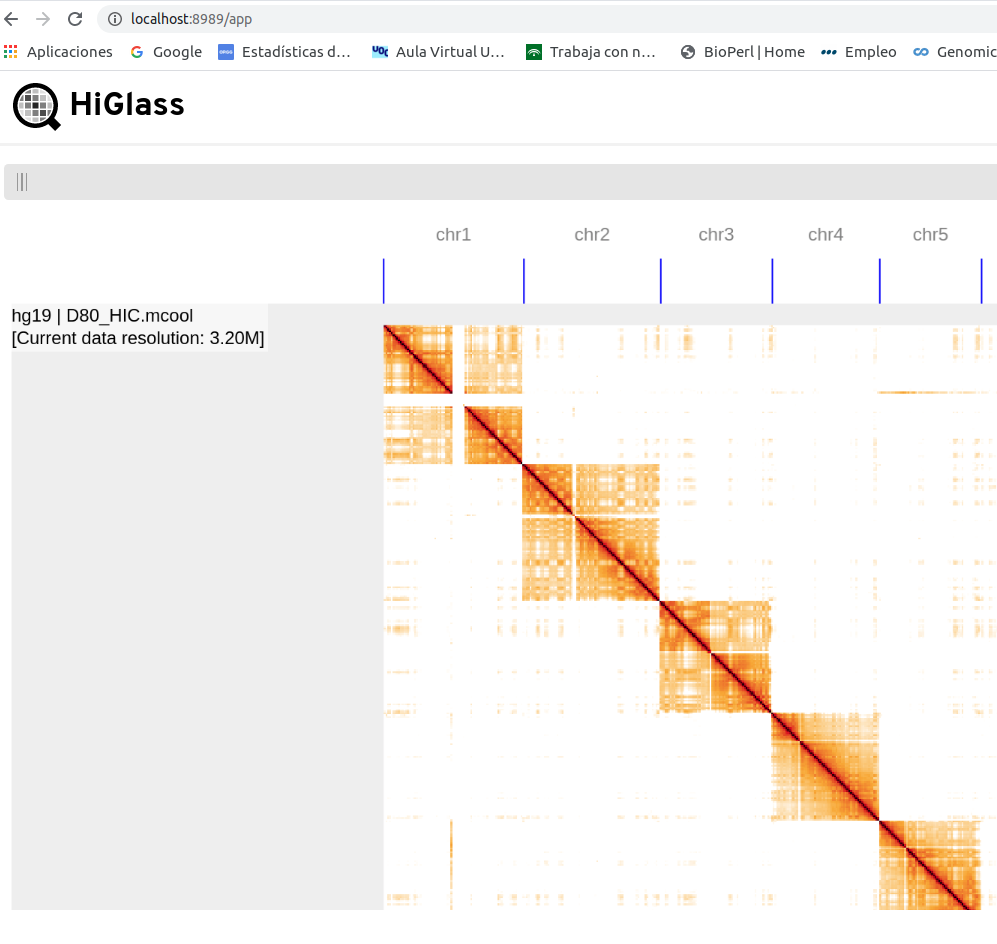 localhost:8989/app
Aplicaciones Google Estadísticas d… Aula Virtual U… Trabaja con n… BioPerl | Home Empleo Genomic
HiGlass
chr1 chr2 chr3 chr4 chr5
hg19 | D80_HIC.mcool
[Current data resolution: 3.20M]